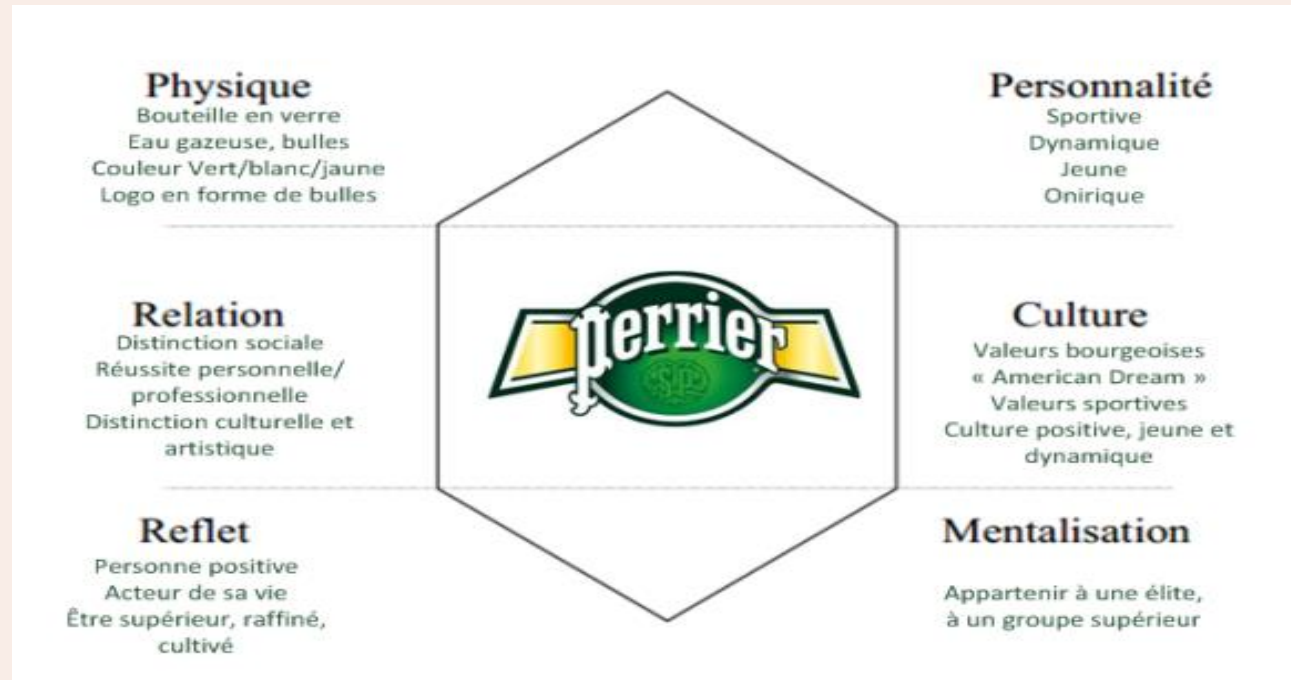 Physique
Bouteille en verre
Eau gazeuse, bulles
Couleur Vert/blanc/jaune
Logo en forme de bulles
Personnalité
Sportive
Dynamique
Jeune
Onirique
Relation
Distinction sociale
Réussite personnelle/
professionnelle
Distinction culturelle et
artistique
perrier
Culture
Valeurs bourgeoises
« American Dream »
Valeurs sportives
Culture positive, jeune et
dynamique
Reflet
Personne positive
Acteur de sa vie
Être supérieur, raffiné,
cultivé
Mentalisation
Appartenir à une élite,
à un groupe supérieur